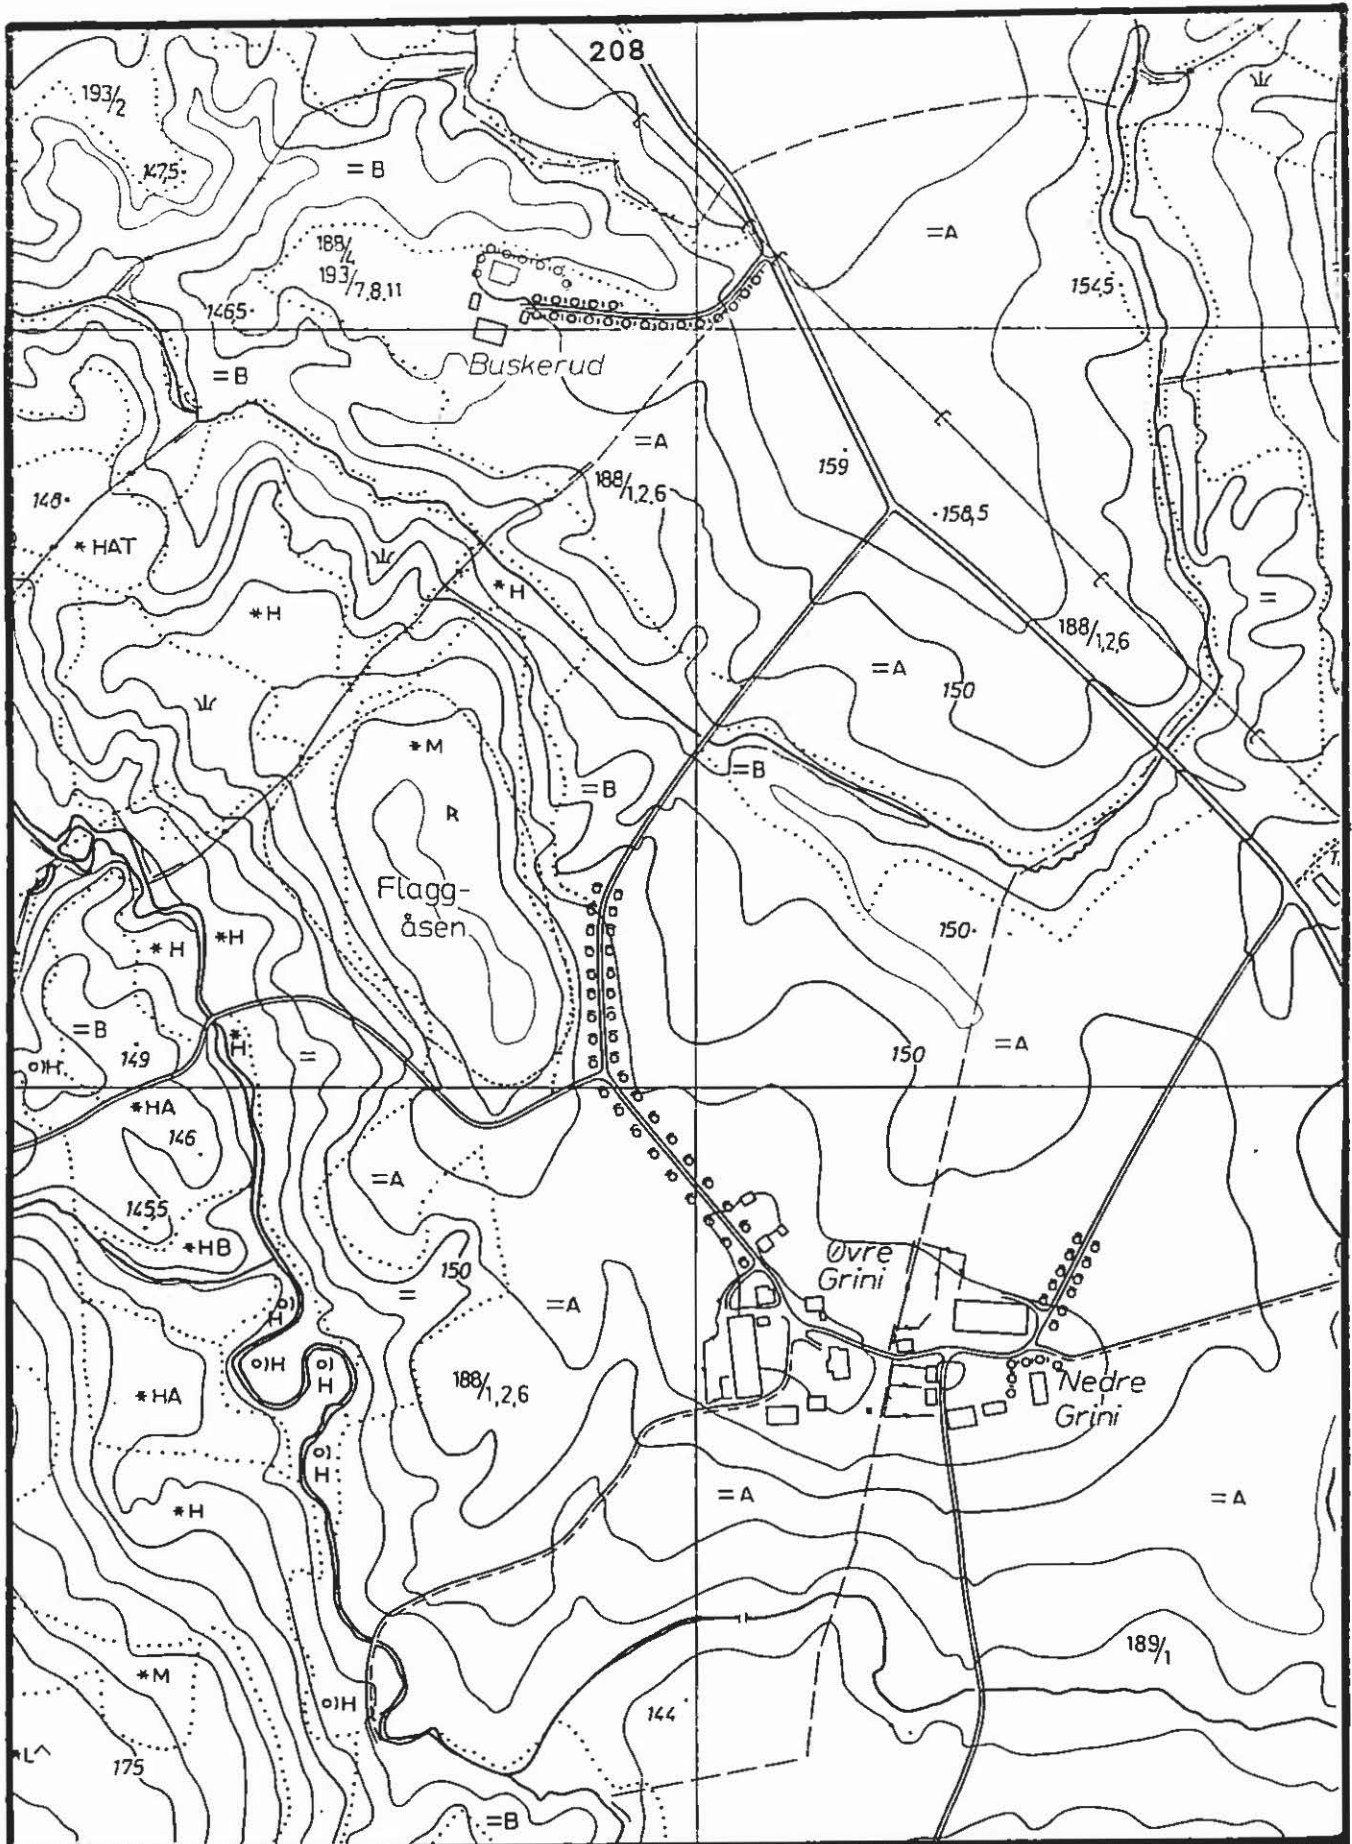 208
193/2
147,5
=B
=A
188/4
193/7,8,11
154,5
146,5
Buskerud
=B
=A
159
188/1,2,6
148
158,5
*HAT
*H
*H
=
188/1,2,6
=A
150
*M
=B
=B
R
Flagg-
åsen
150
*H
*H
=B
149
*
H
=
150
=A
o)H
*HA
146
=A
145,5
*HB
Øvre
Grini
150
=
=A
o)
H
o)H
o)
H
*HA
188/1,2,6
Nedre
Grini
o)
H
*H
=A
=A
189/1
*M
o)H
144
*L^
175
=B